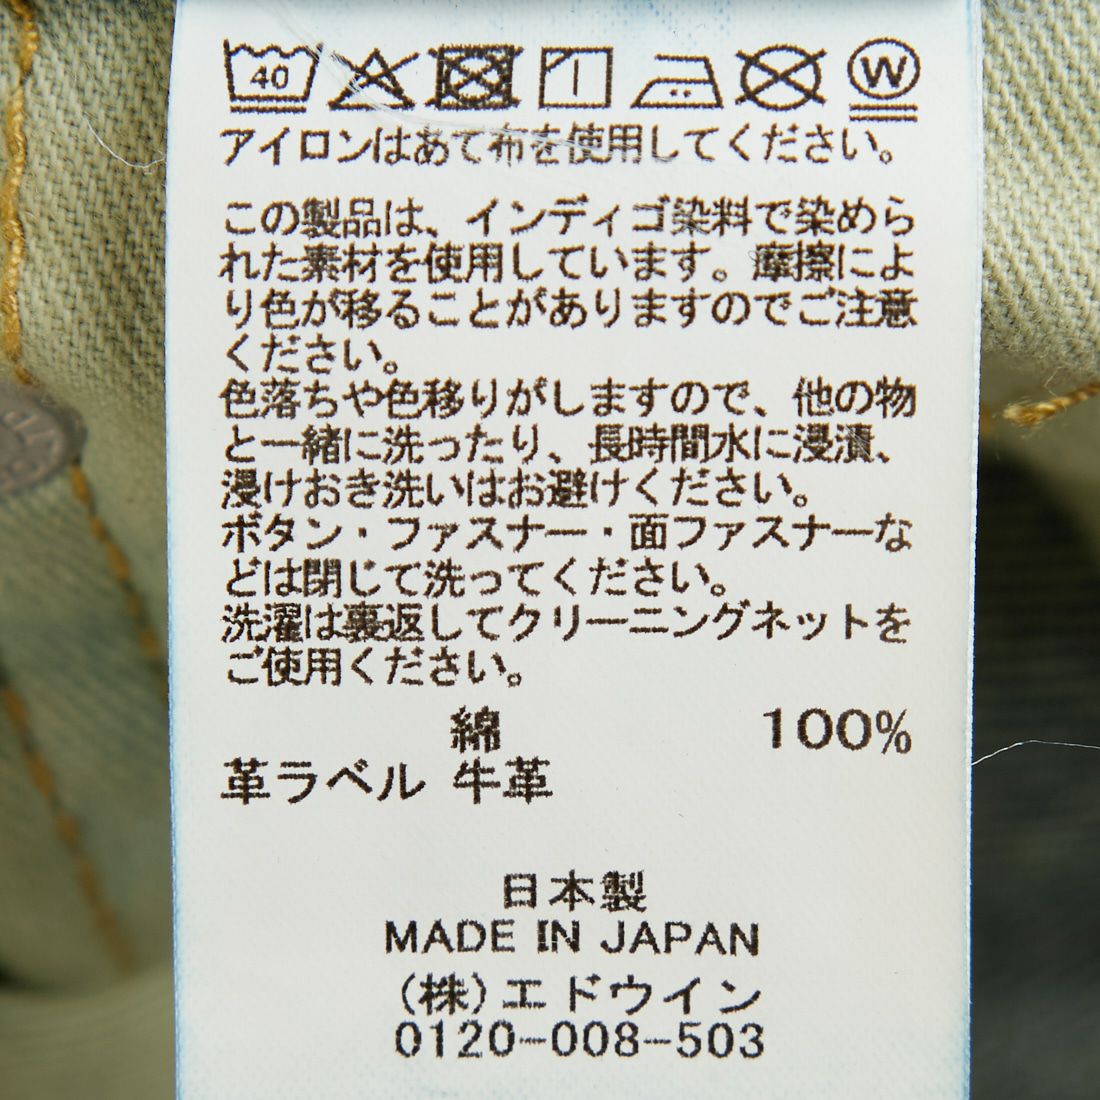 40 W
アイロンはあて布を使用してください。
この製品は、インディゴ染料で染めら
れた素材を使用しています。摩擦によ
り色が移ることがありますのでご注意
ください。
色落ちや色移りがしますので、他の物
と一緒に洗ったり、長時間水に浸漬、
浸けおき洗いはお避けください。
ボタン・ファスナー・面ファスナーな
どは閉じて洗ってください。
洗濯は裏返してクリーニングネットを
ご使用ください。
綿 100%
革ラベル 牛革
日本製
MADE IN JAPAN
(株)エドウイン
0120-008-503